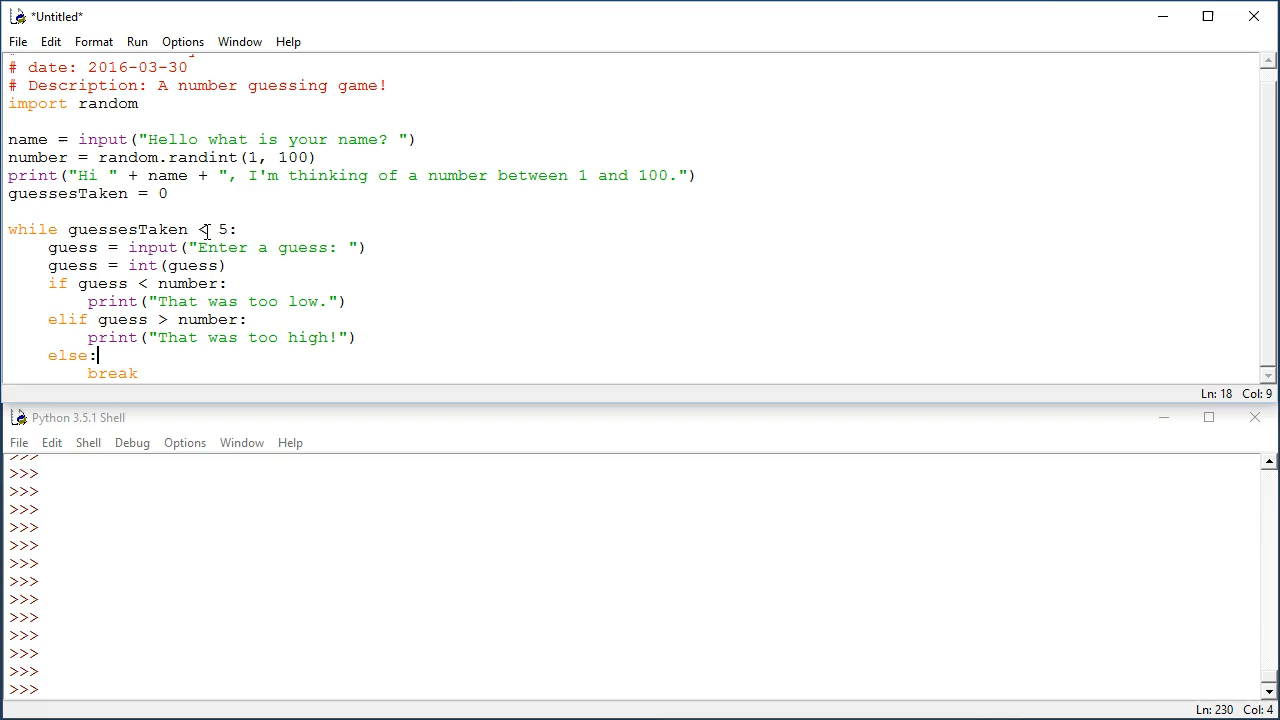 *Untitled*
File Edit Format Run Options Window Help
# date: 2016-03-30
# Description: A number guessing game!
import random
name = input("Hello what is your name? ")
number = random.randint(1, 100)
print("Hi " + name + ", I'm thinking of a number between 1 and 100.")
guessesTaken = 0
while guessesTaken < 5:
    guess = input("Enter a guess: ")
    guess = int(guess)
    if guess < number:
        print("That was too low.")
    elif guess > number:
        print("That was too high!")
    else:
        break
Ln: 18 Col: 9
Python 3.5.1 Shell
File Edit Shell Debug Options Window Help
>>>
>>>
>>>
>>>
>>>
>>>
>>>
>>>
>>>
>>>
>>>
>>>
>>>
>>>
Ln: 230 Col: 4